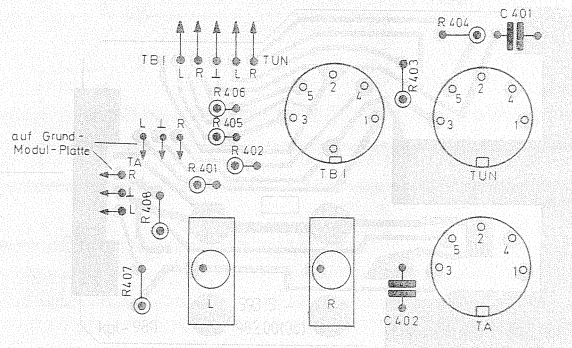 R 404
C 401
TB I
L R ⊥ L R
TUN
R 403
R 406
R 405
R 402
R 401
5 2 4 3 1
TB I
5 2 4 3 1
TUN
L ⊥ R
auf Grund-
Modul-Platte
TA
R
⊥
L
R 408
R 407
L
R
C 402
5 2 4 3 1
TA